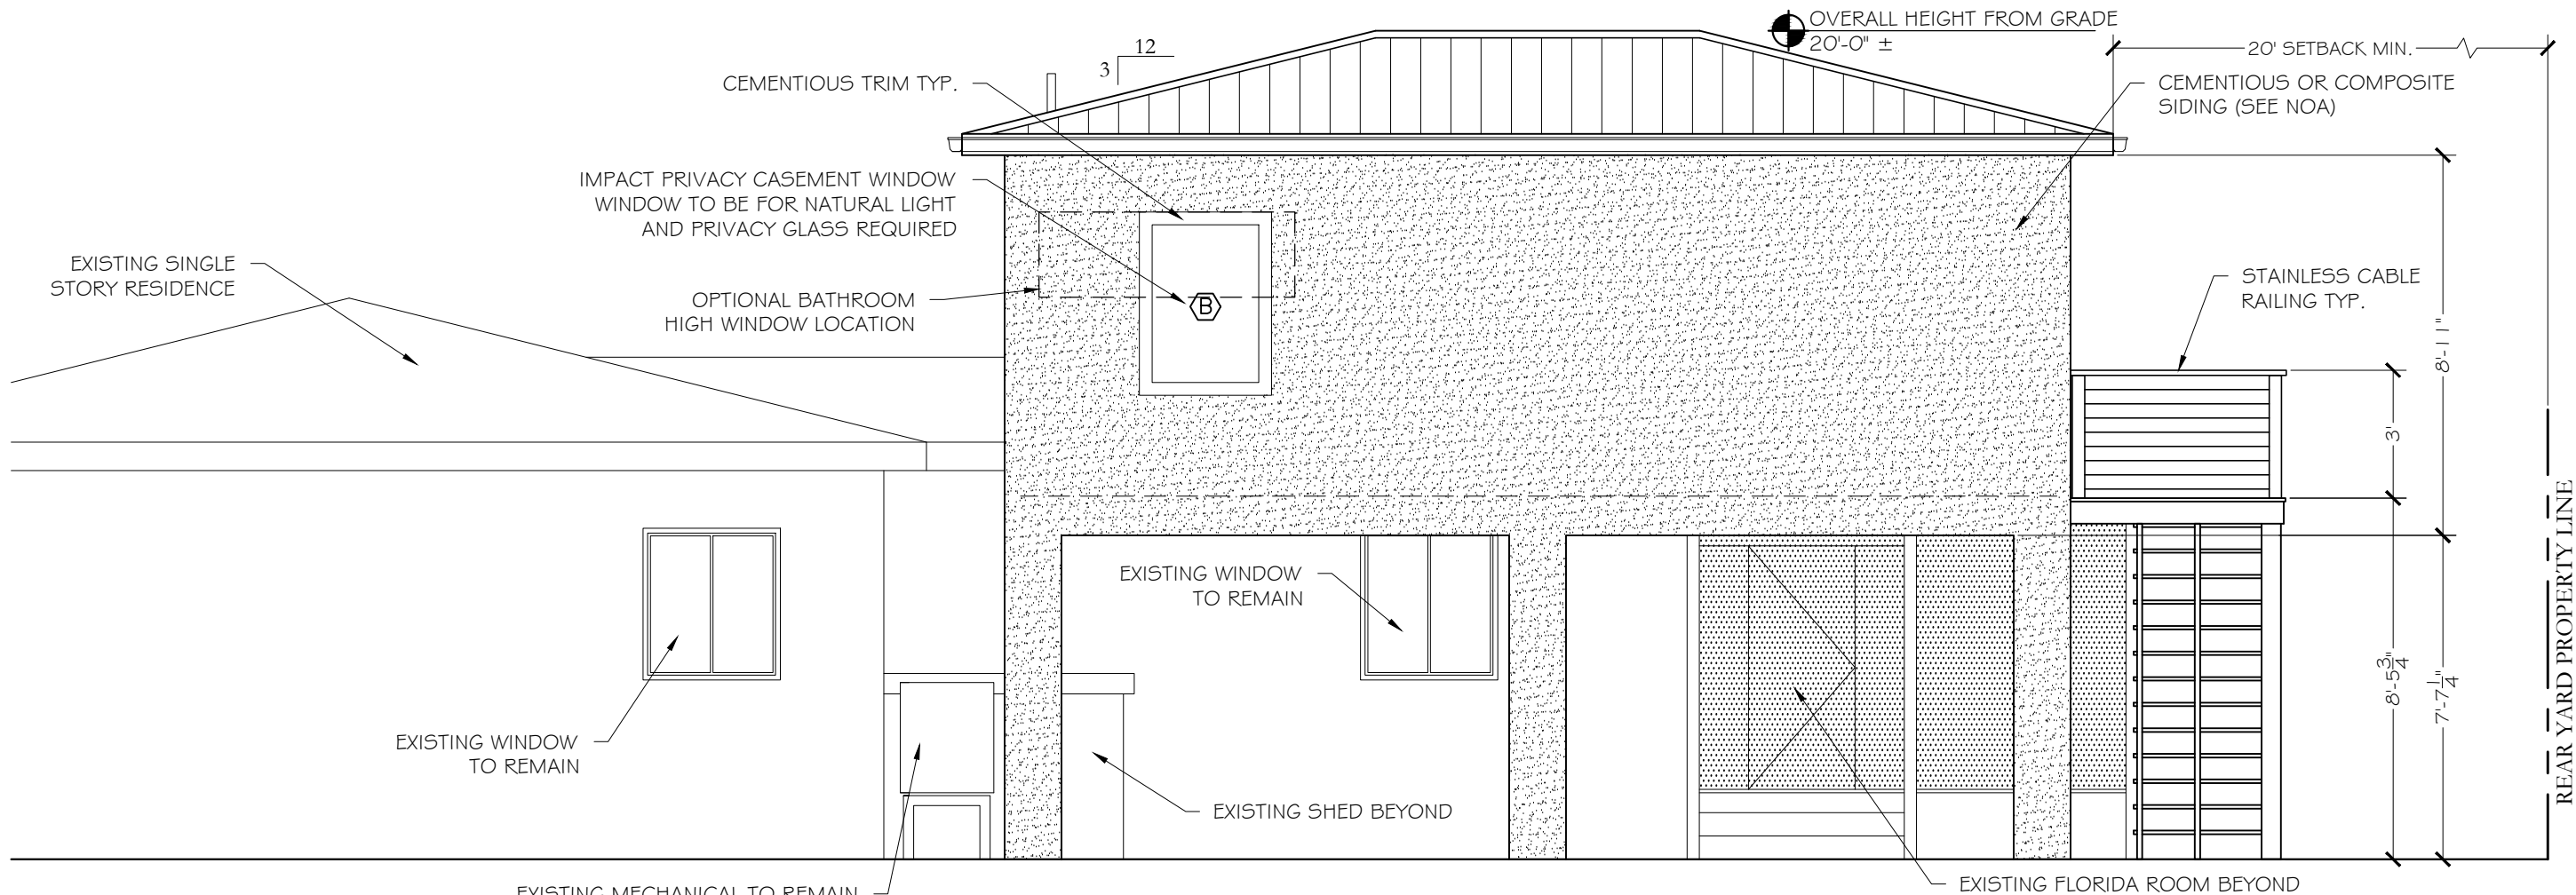 OVERALL HEIGHT FROM GRADE
20'-0" ±
12
3
20' SETBACK MIN.
CEMENTIOUS TRIM TYP.
CEMENTIOUS OR COMPOSITE
SIDING (SEE NOA)
IMPACT PRIVACY CASEMENT WINDOW
WINDOW TO BE FOR NATURAL LIGHT
AND PRIVACY GLASS REQUIRED
EXISTING SINGLE
STORY RESIDENCE
OPTIONAL BATHROOM
HIGH WINDOW LOCATION
B
STAINLESS CABLE
RAILING TYP.
8'-11"
3'
EXISTING WINDOW
TO REMAIN
8'-5 3/4"
7'-7 1/4"
REAR YARD PROPERTY LINE
EXISTING WINDOW
TO REMAIN
EXISTING SHED BEYOND
EXISTING MECHANICAL TO REMAIN
EXISTING FLORIDA ROOM BEYOND